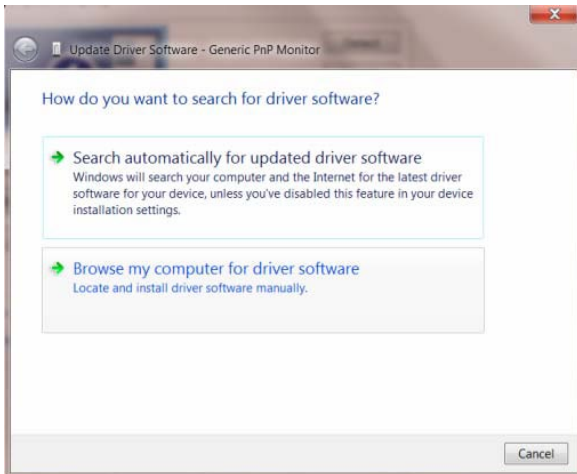 Update Driver Software - Generic PnP Monitor
How do you want to search for driver software?
Search automatically for updated driver software
Windows will search your computer and the Internet for the latest driver
software for your device, unless you've disabled this feature in your device
installation settings.
Browse my computer for driver software
Locate and install driver software manually.
Cancel